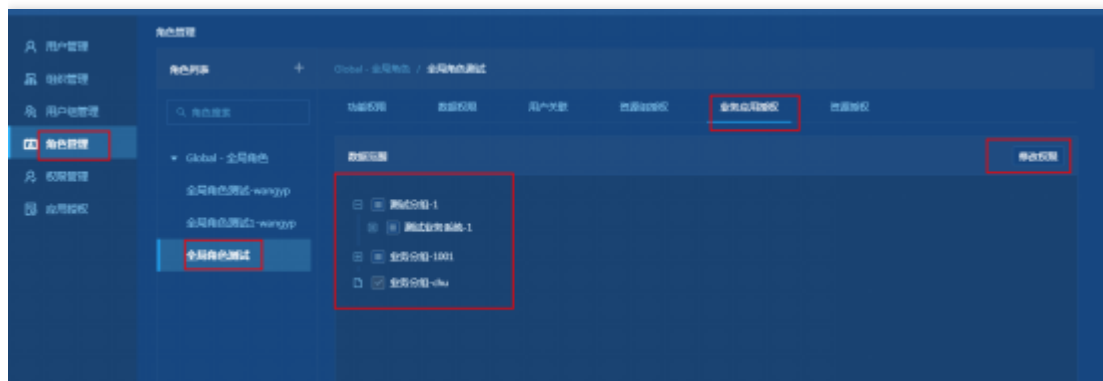 用户管理
组织管理
用户组管理
角色管理
权限管理
应用授权
角色管理
角色列表 +
角色搜索
Global - 全局角色
全局角色测试-wangyp
全局角色测试1-wangyp
全局角色测试
Global - 全局角色 / 全局角色测试
功能权限 数据权限 用户关联 资源组授权 业务应用授权 资源授权
数据范围 修改权限
测试分组-1
测试业务系统-1
业务分组-1001
业务分组-chu